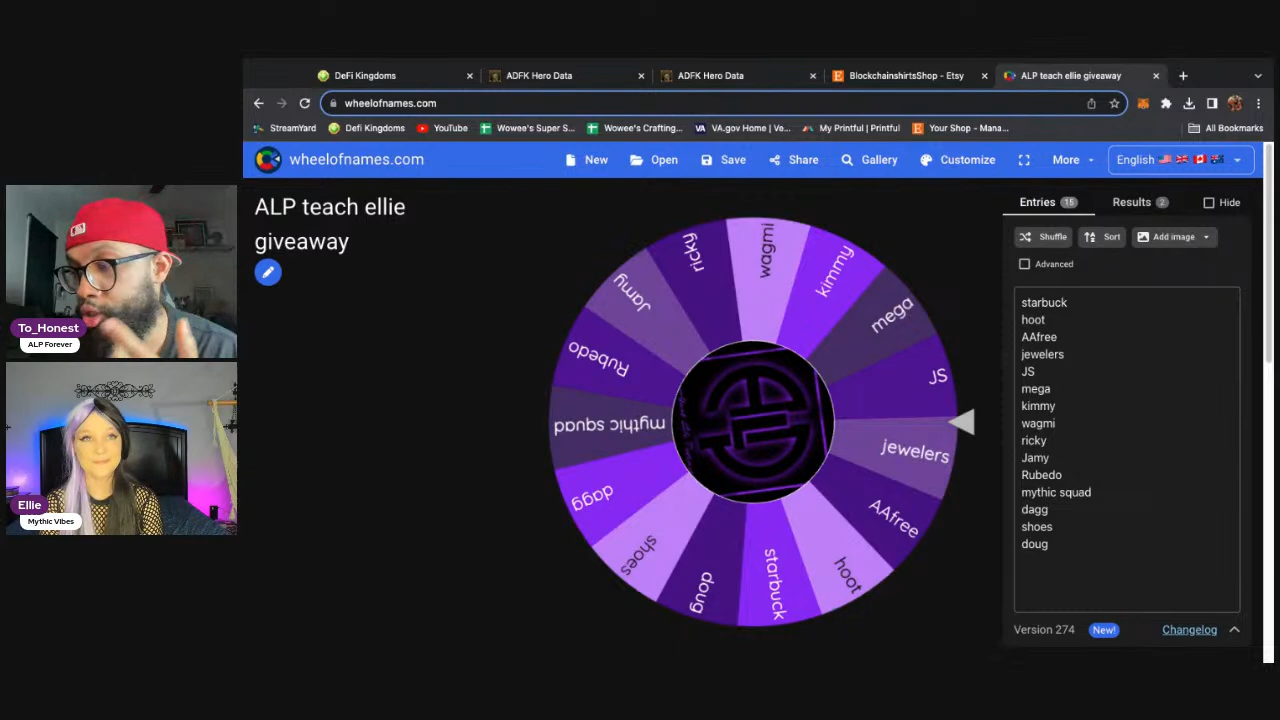 DeFi Kingdoms
ADFK Hero Data
ADFK Hero Data
BlockchainshirtsShop - Etsy
ALP teach ellie giveaway
wheelofnames.com
StreamYard
Defi Kingdoms
YouTube
Wowee's Super S...
Wowee's Crafting...
VA.gov Home | Ve...
My Printful | Printful
Your Shop - Mana...
All Bookmarks
wheelofnames.com
New
Open
Save
Share
Gallery
Customize
More
English
ALP teach ellie
giveaway
Entries 15
Results 2
Hide
Shuffle
Sort
Add image
Advanced
starbuck
hoot
AAfree
jewelers
JS
mega
kimmy
wagmi
ricky
Jamy
Rubedo
mythic squad
dagg
shoes
doug
Version 274
New!
Changelog
wagmi
kimmy
mega
JS
jewelers
AAfree
hoot
starbuck
doug
shoes
dagg
mythic squad
Rubedo
Jamy
ricky
To_Honest
ALP Forever
Ellie
Mythic Vibes